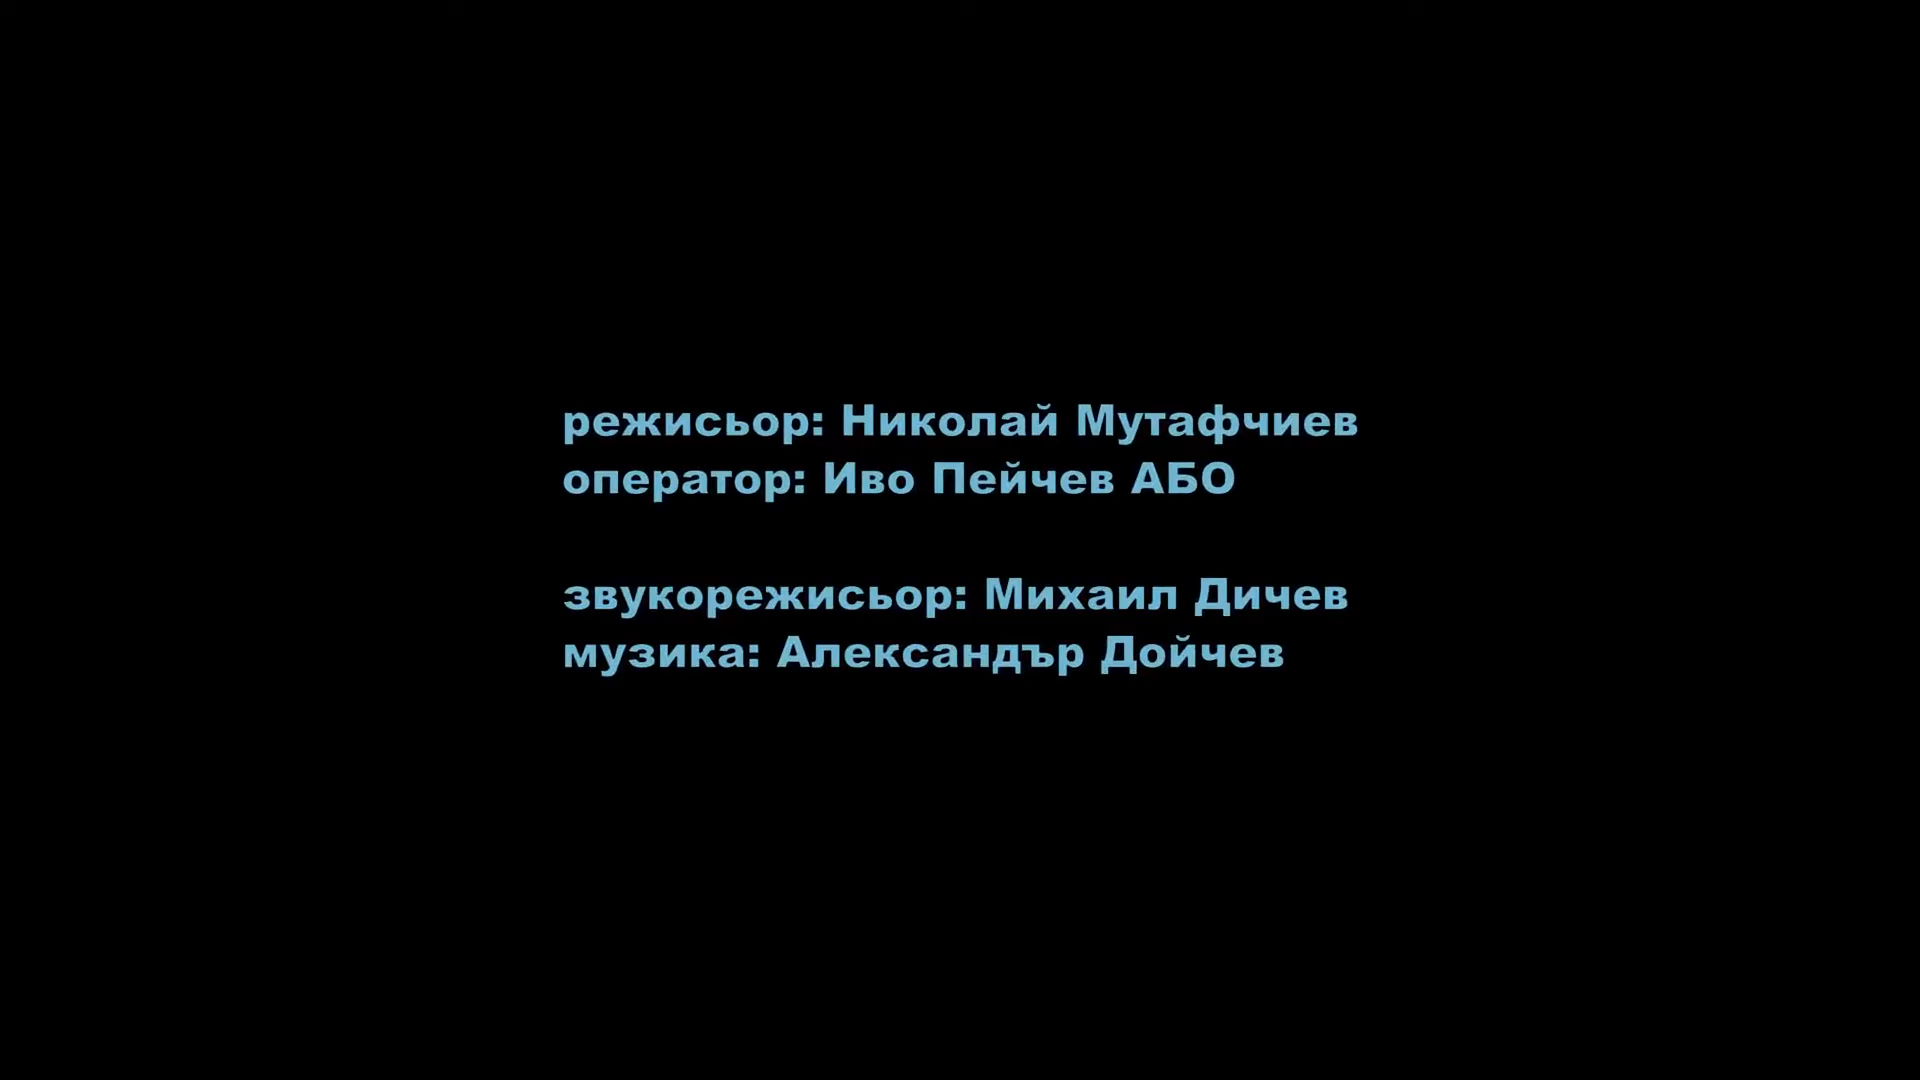 режисьор: Николай Мутафчиев
оператор: Иво Пейчев АБО
звукорежисьор: Михаил Дичев
музика: Александър Дойчев